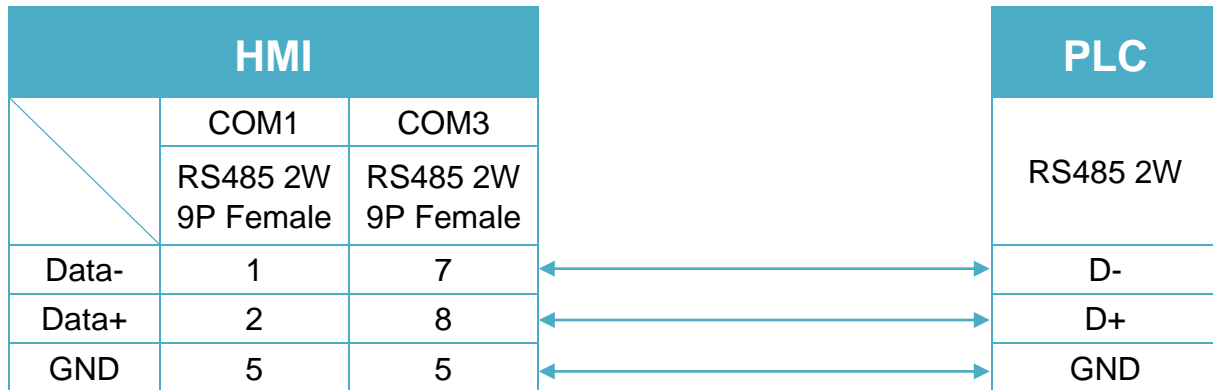 HMI PLC
COM1 COM3
RS485 2W RS485 2W RS485 2W
9P Female 9P Female
Data- 1 7 D-
Data+ 2 8 D+
GND 5 5 GND